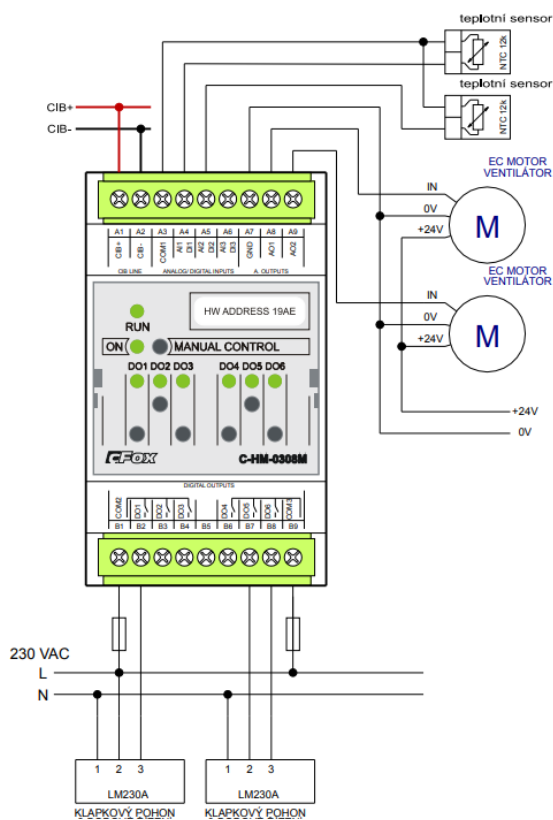 teplotní sensor
NTC 12k
teplotní sensor
NTC 12k
CIB+
CIB-
EC MOTOR
VENTILÁTOR
IN
0V
+24V
M
EC MOTOR
VENTILÁTOR
IN
0V
+24V
M
+24V
0V
A1 A2 A3 A4 A5 A6 A7 A8 A9
CIB+ CIB- COM1 AI1 DI1 AI2 DI2 AI3 DI3 GND AO1 AO2
CIB LINE ANALOG/ DIGITAL INPUTS A. OUTPUTS
HW ADDRESS 19AE
RUN
ON MANUAL CONTROL
DO1 DO2 DO3 DO4 DO5 DO6
CFOX C-HM-0308M
DIGITAL OUTPUTS
COM2 DO1 DO2 DO3 DO4 DO5 DO6 COM3
B1 B2 B3 B4 B5 B6 B7 B8 B9
230 VAC
L
N
1 2 3 1 2 3
LM230A LM230A
KLAPKOVÝ POHON KLAPKOVÝ POHON